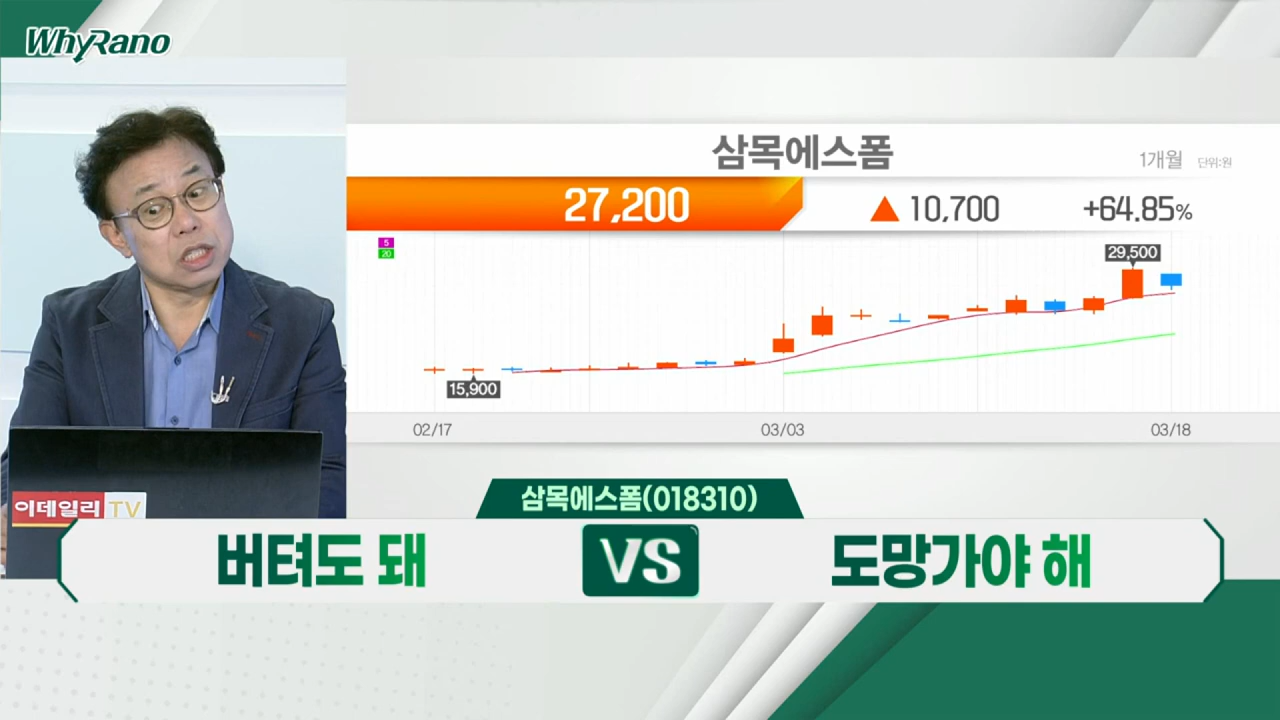 WhyRano
삼목에스폼
1개월 단위:원
27,200 ▲ 10,700 +64.85%
5
20
29,500
15,900
02/17 03/03 03/18
이데일리 TV
삼목에스폼(018310)
버텨도 돼 VS 도망가야 해